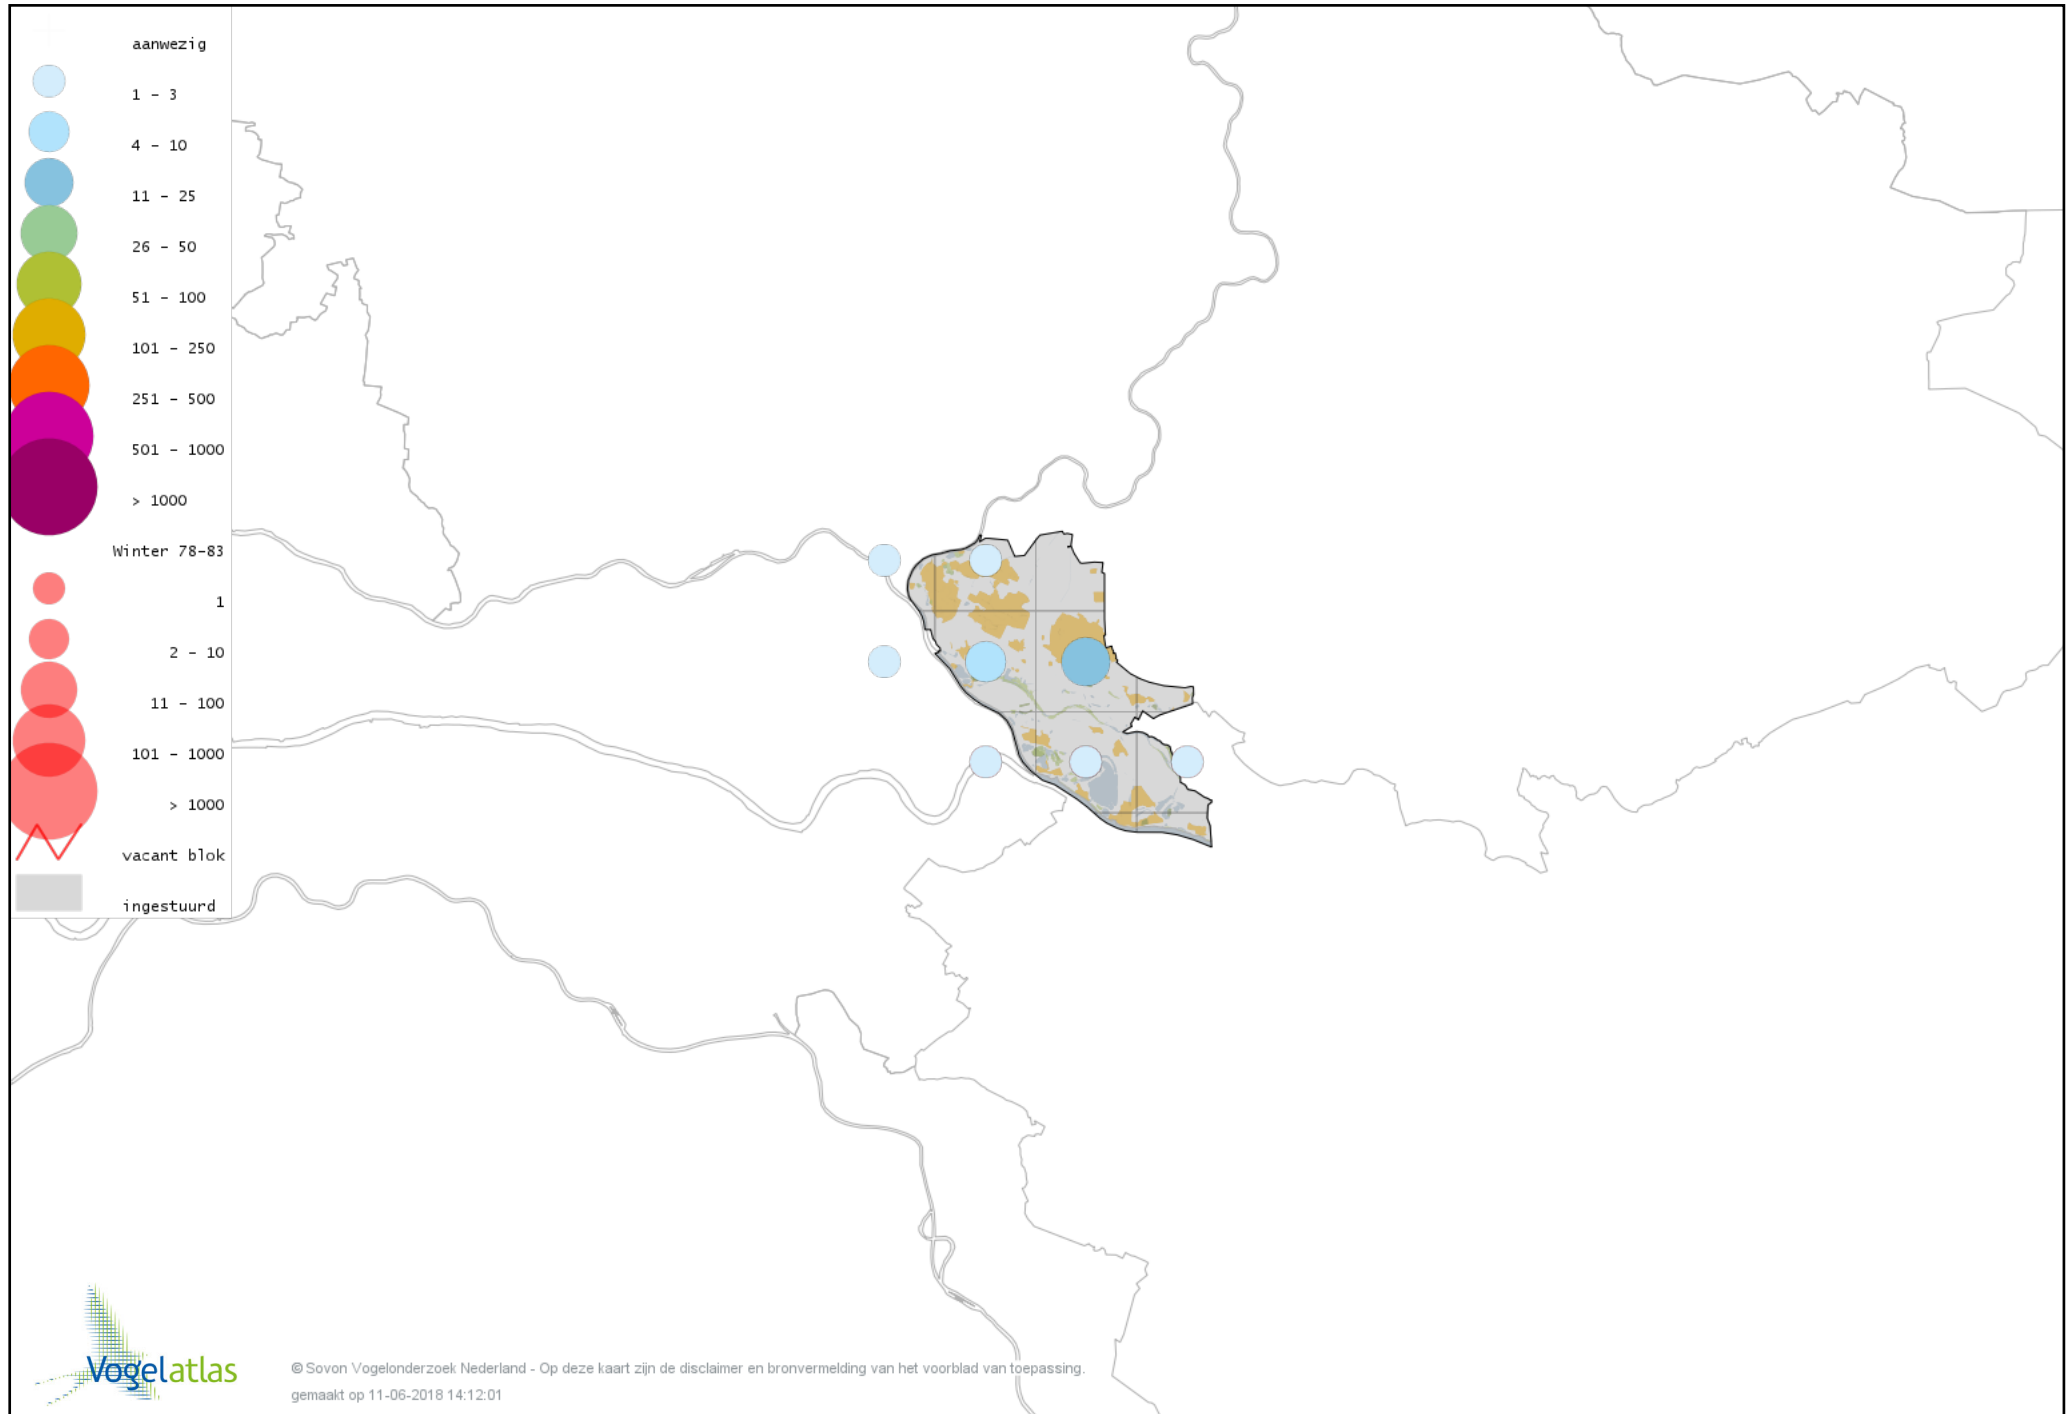 aanwezig
1 - 3
4 - 10
11 - 25
26 - 50
51 - 100
101 - 250
251 - 500
501 - 1000
> 1000
Winter 78-83
1
2 - 10
11 - 100
101 - 1000
> 1000
vacant blok
ingestuurd
Vogelatlas
© Sovon Vogelonderzoek Nederland - Op deze kaart zijn de disclaimer en bronvermelding van het voorblad van toepassing.
gemaakt op 11-06-2018 14:12:01